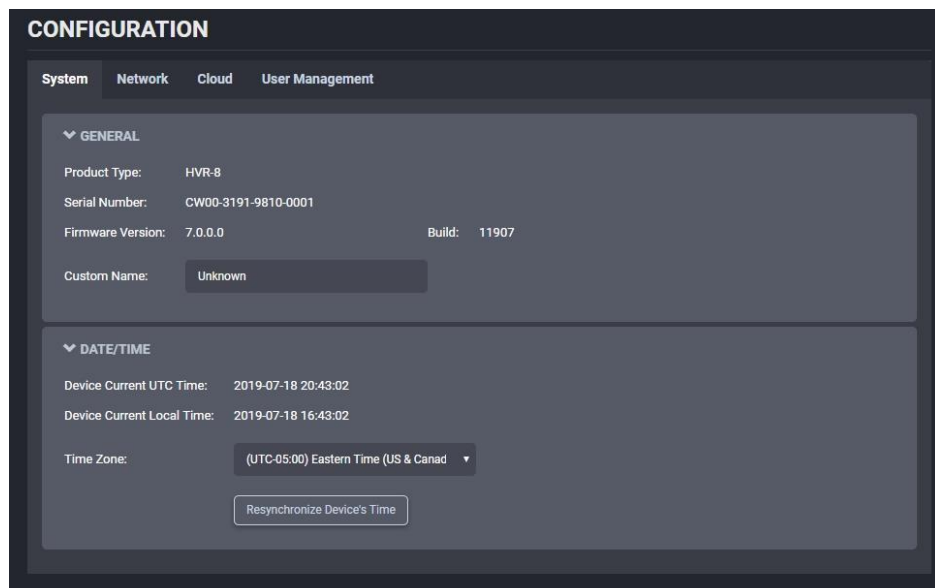 CONFIGURATION
System Network Cloud User Management
GENERAL
Product Type: HVR-8
Serial Number: CW00-3191-9810-0001
Firmware Version: 7.0.0.0 Build: 11907
Custom Name: Unknown
DATE/TIME
Device Current UTC Time: 2019-07-18 20:43:02
Device Current Local Time: 2019-07-18 16:43:02
Time Zone: (UTC-05:00) Eastern Time (US & Canad
Resynchronize Device's Time